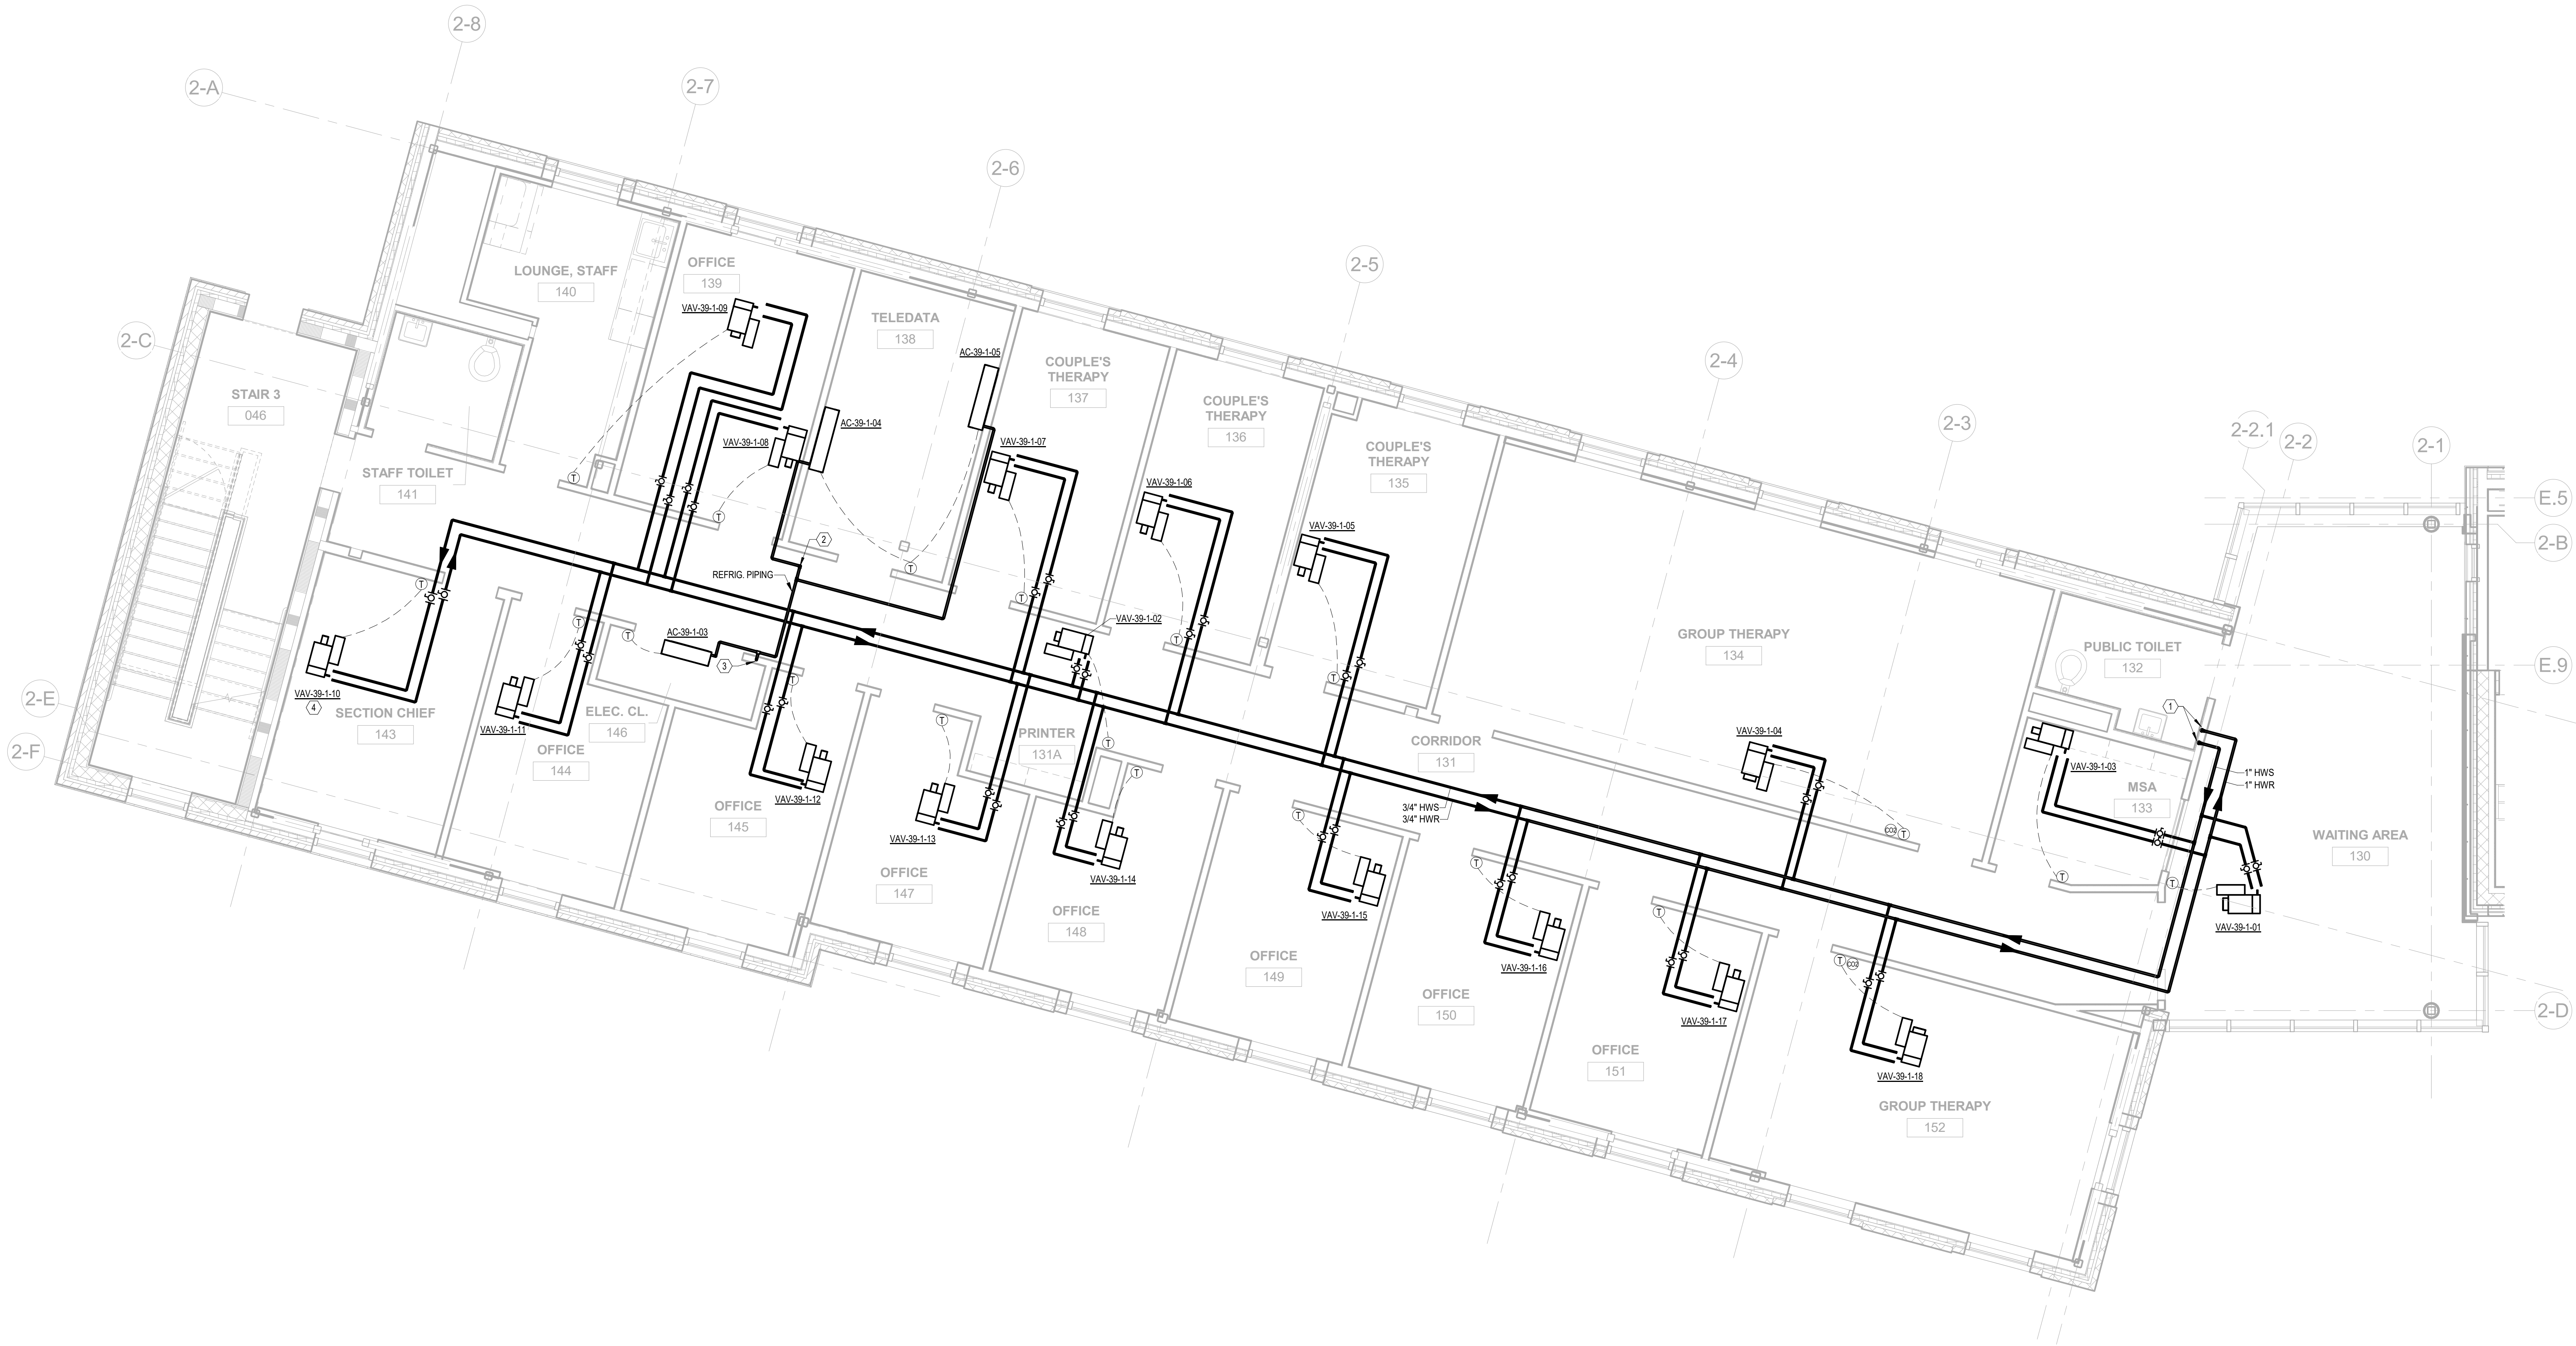 2-8
2-7
2-A
2-6
2-5
2-4
2-3
2-2.1
2-2
2-1
E.5
2-B
E.9
2-D
2-C
2-E
2-F
LOUNGE, STAFF
140
OFFICE
139
VAV-39-1-09
TELEDATA
138
AC-39-1-05
COUPLE'S
THERAPY
137
COUPLE'S
THERAPY
136
COUPLE'S
THERAPY
135
STAIR 3
046
AC-39-1-04
VAV-39-1-08
VAV-39-1-07
STAFF TOILET
141
VAV-39-1-06
VAV-39-1-05
T
T
T
2
REFRIG. PIPING
T
T
T
T
T
T
T
AC-39-1-03
3
VAV-39-1-02
GROUP THERAPY
134
PUBLIC TOILET
132
VAV-39-1-10
4
SECTION CHIEF
143
VAV-39-1-11
OFFICE
144
ELEC. CL.
146
T
T
PRINTER
131A
T
T
CORRIDOR
131
VAV-39-1-04
1
VAV-39-1-03
1" HWS
1" HWR
MSA
133
3/4" HWS
3/4" HWR
VAV-39-1-12
OFFICE
145
VAV-39-1-13
OFFICE
147
VAV-39-1-14
OFFICE
148
T
CO2
T
WAITING AREA
130
T
T
T
T
VAV-39-1-15
OFFICE
149
VAV-39-1-16
OFFICE
150
VAV-39-1-17
OFFICE
151
T
CO2
VAV-39-1-01
VAV-39-1-18
GROUP THERAPY
152